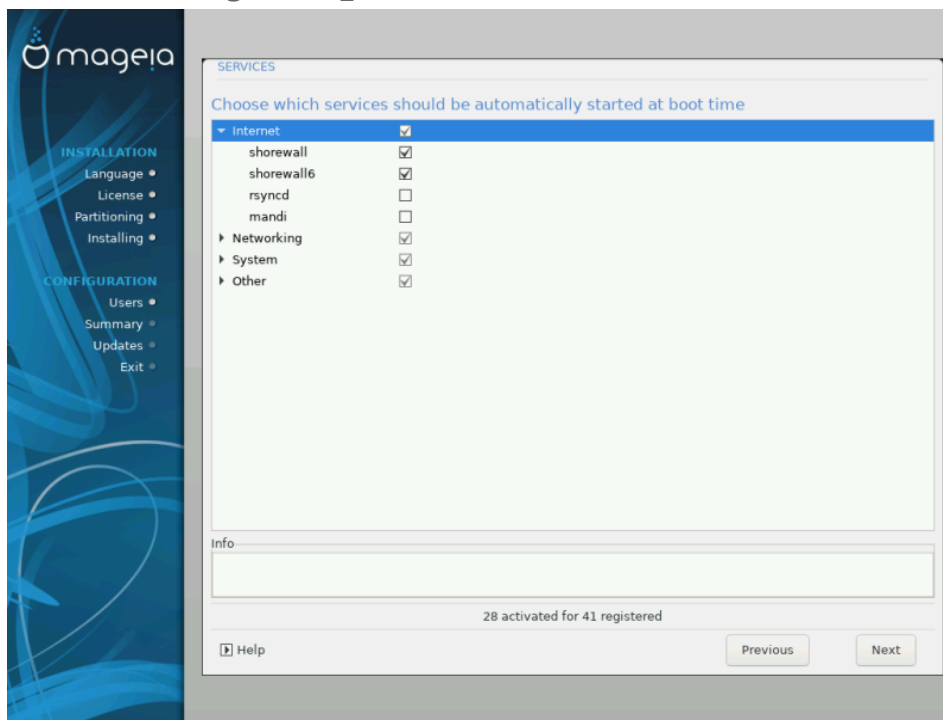 mageia
INSTALLATION
Language
License
Partitioning
Installing
CONFIGURATION
Users
Summary
Updates
Exit
SERVICES
Choose which services should be automatically started at boot time
Internet
shorewall
shorewall6
rsyncd
mandi
Networking
System
Other
Info
28 activated for 41 registered
Help
Previous
Next